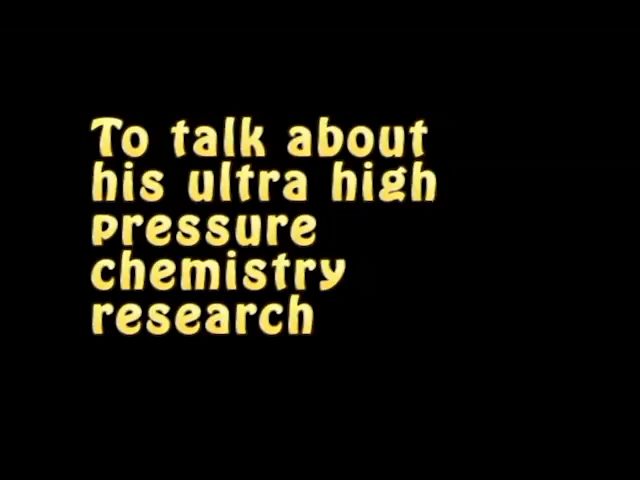 To talk about
his ultra high
pressure
chemistry
research